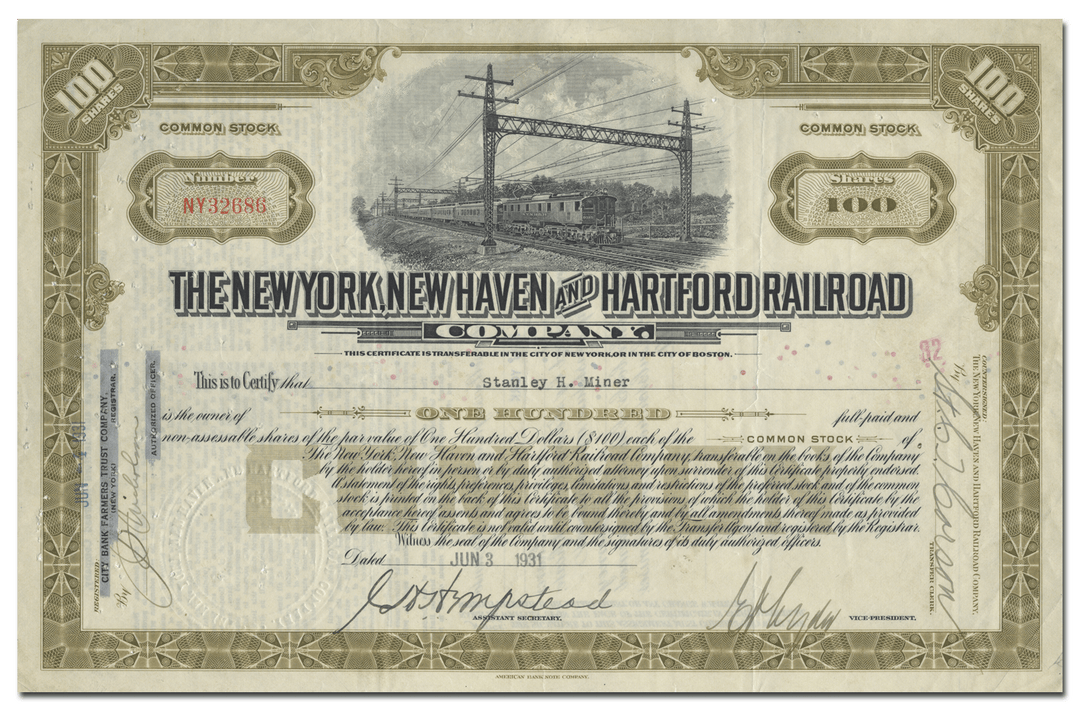 100 SHARES
100 SHARES
COMMON STOCK
COMMON STOCK
Number
NY32686
Shares
100
THE NEW YORK, NEW HAVEN AND HARTFORD RAILROAD
COMPANY.
THIS CERTIFICATE IS TRANSFERABLE IN THE CITY OF NEW YORK, OR IN THE CITY OF BOSTON.
This is to Certify that Stanley H. Miner
is the owner of ONE HUNDRED full-paid and
non-assessable shares of the par value of One Hundred Dollars ($100) each of the COMMON STOCK of
The New York, New Haven and Hartford Railroad Company, transferable on the books of the Company
by the holder hereof in person or by duly authorized attorney upon surrender of this Certificate properly endorsed.
A statement of the rights, preferences, privileges, limitations and restrictions of the preferred stock and of the common
stock is printed on the back of this Certificate to all the provisions of which the holder of this Certificate by the
acceptance hereof assents and agrees to be bound thereby and by all amendments thereof made as provided
by law. This Certificate is not valid until countersigned by the Transfer Agent and registered by the Registrar.
Witness the seal of the Company and the signatures of its duly authorized officers.
Dated JUN 3 1931
ASSISTANT SECRETARY.
VICE-PRESIDENT.
AMERICAN BANK NOTE COMPANY.
REGISTERED:
CITY BANK FARMERS TRUST COMPANY,
(NEW YORK) REGISTRAR,
By
AUTHORIZED OFFICER.
JUN 1931
COUNTERSIGNED:
THE NEW YORK, NEW HAVEN AND HARTFORD RAILROAD COMPANY,
By
TRANSFER CLERK.
32